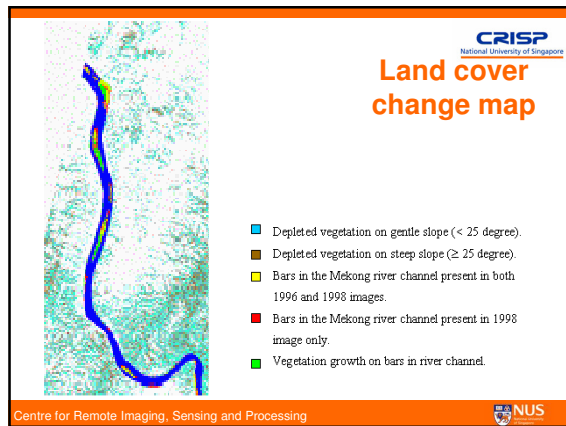 CRISP
National University of Singapore
Land cover
change map
Depleted vegetation on gentle slope (< 25 degree).
Depleted vegetation on steep slope (≥ 25 degree).
Bars in the Mekong river channel present in both
1996 and 1998 images.
Bars in the Mekong river channel present in 1998
image only.
Vegetation growth on bars in river channel.
Centre for Remote Imaging, Sensing and Processing
NUS